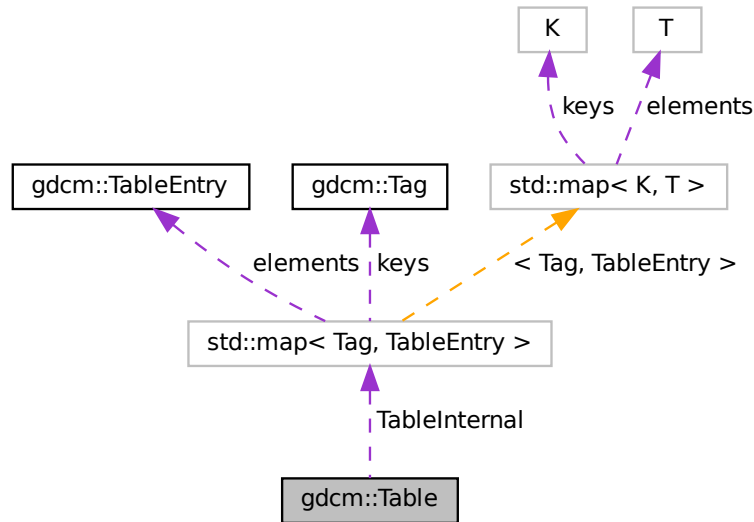 K
T
keys
elements
gdcm::TableEntry
gdcm::Tag
std::map< K, T >
elements
keys
< Tag, TableEntry >
std::map< Tag, TableEntry >
TableInternal
gdcm::Table